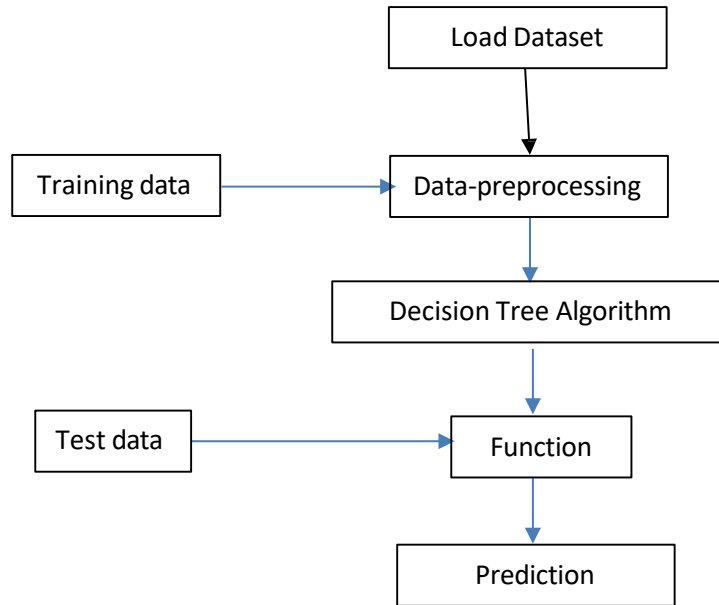 Load Dataset
Training data
Data-preprocessing
Decision Tree Algorithm
Test data
Function
Prediction